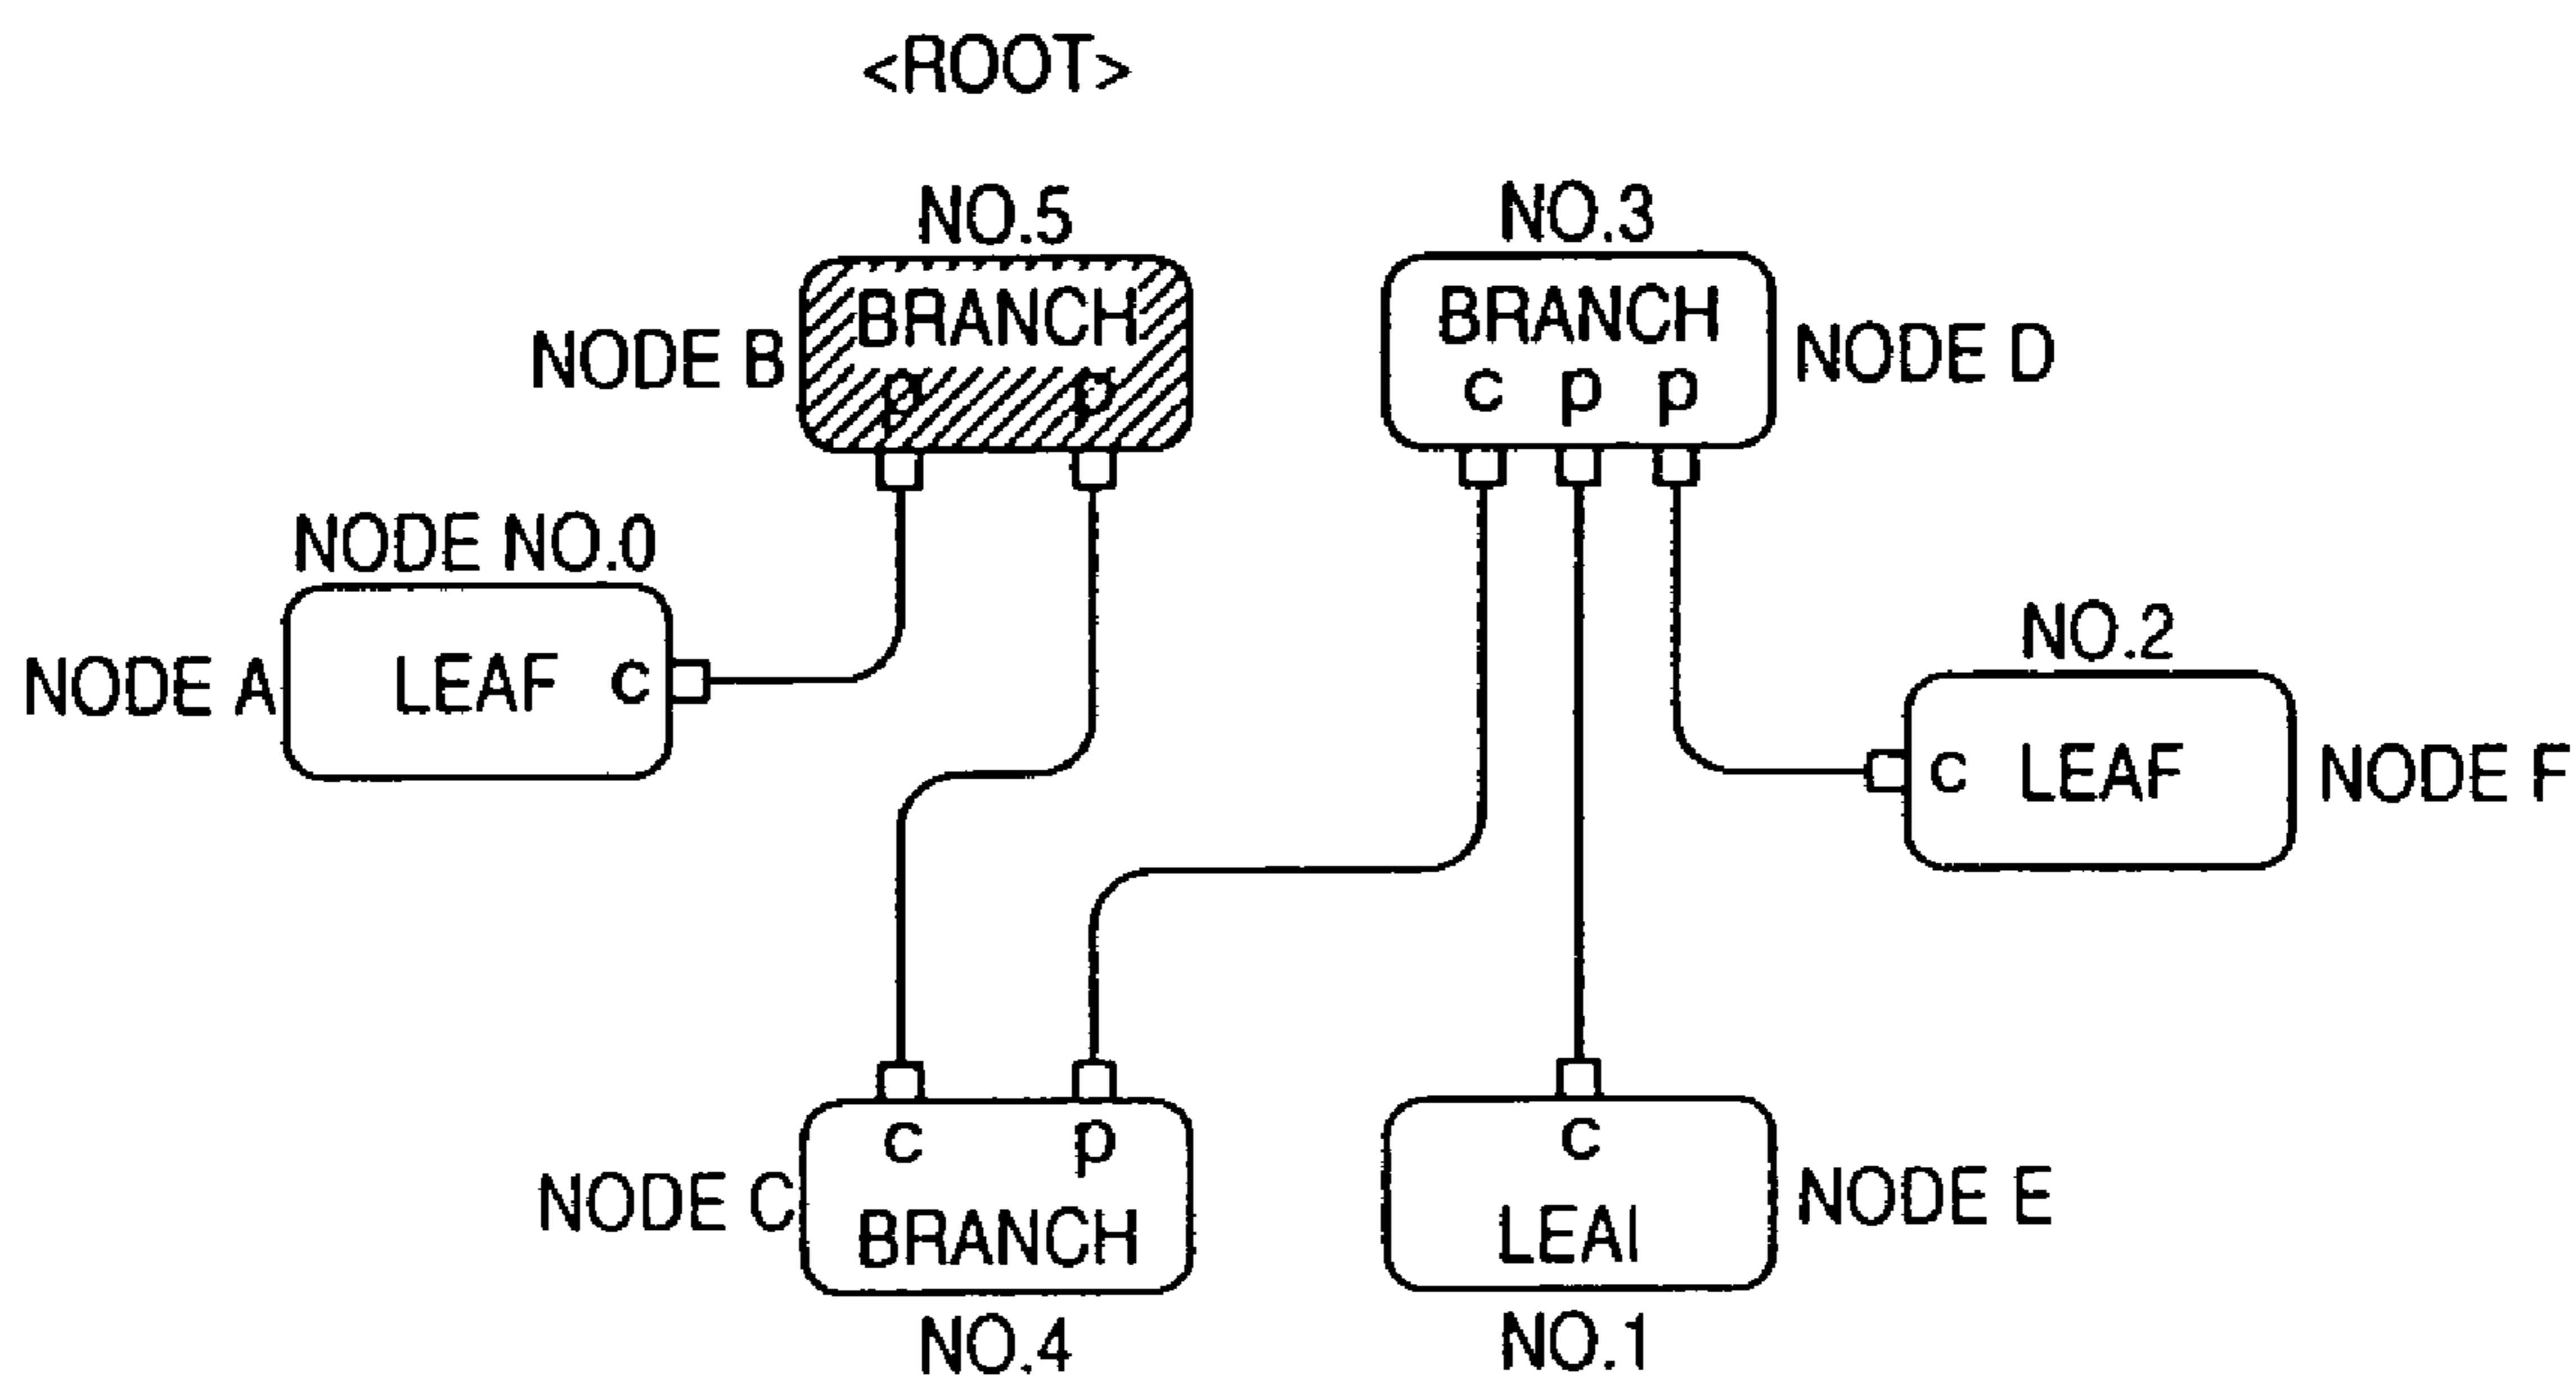 <ROOT>
NO.5
NO.3
BRANCH
p p
NODE B
BRANCH
c p p
NODE D
NODE NO.0
NODE A
LEAF c
NO.2
c LEAF
NODE F
c p
BRANCH
NODE C
NO.4
c
LEAI
NODE E
NO.1